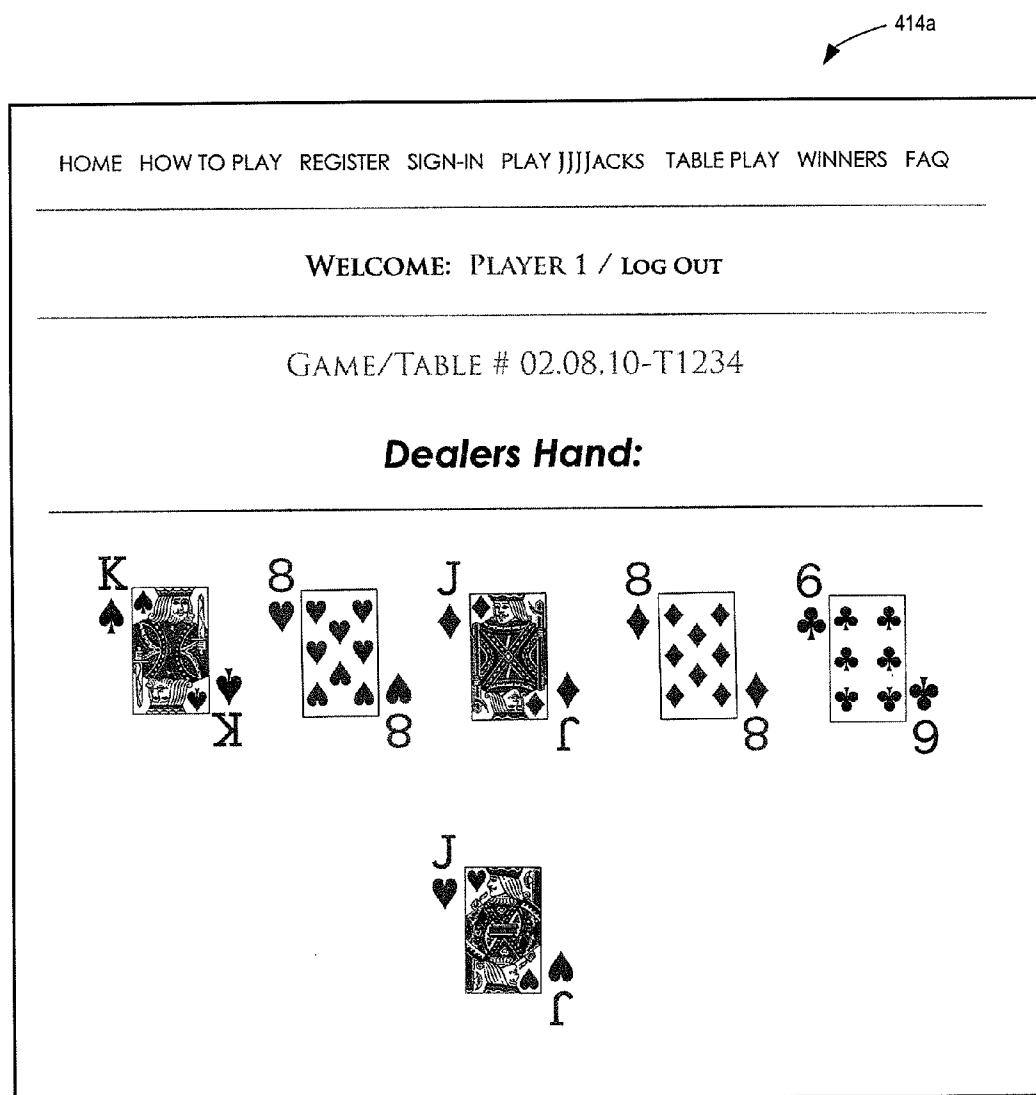 414a
HOME HOW TO PLAY REGISTER SIGN-IN PLAY JJJJACKS TABLE PLAY WINNERS FAQ
WELCOME: PLAYER 1 / LOG OUT
GAME/TABLE # 02.08.10-T1234
Dealers Hand:
K 8 J 8 6
K 8 J 8 6
J
J